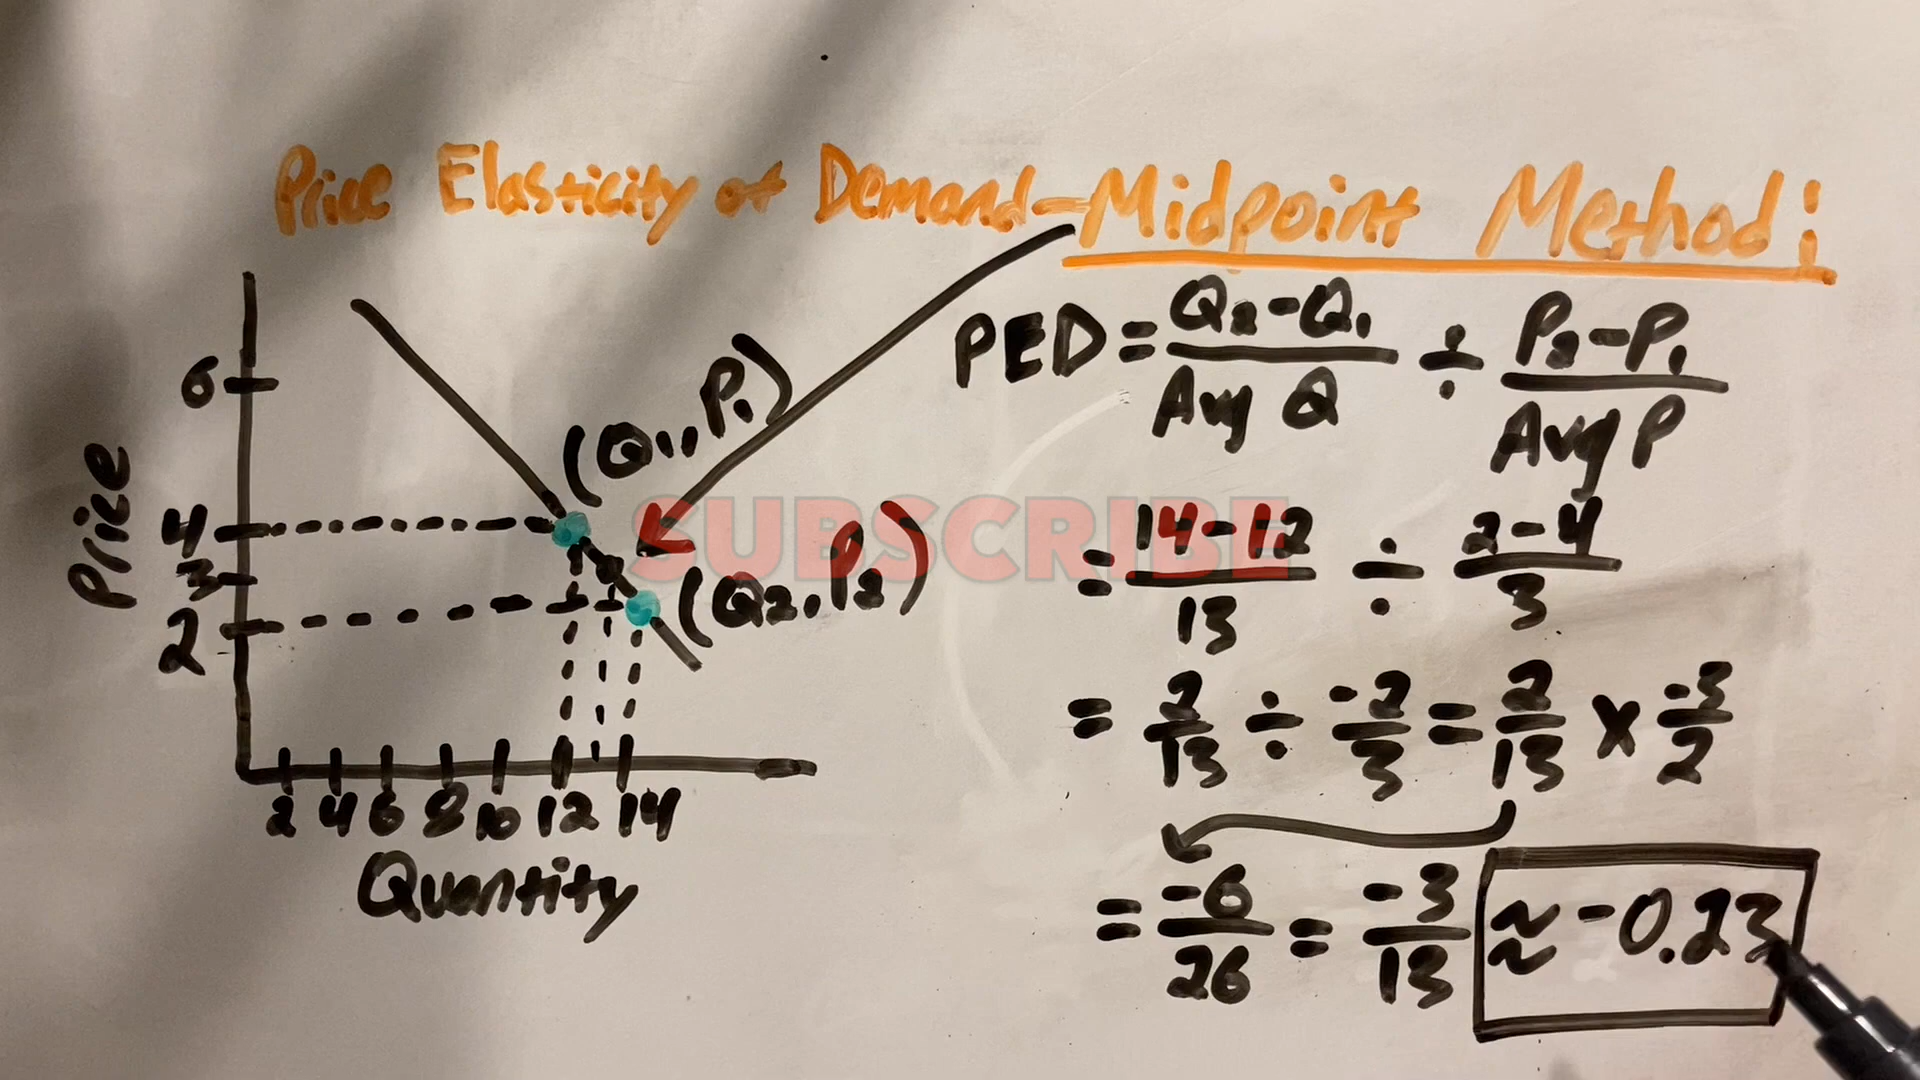 Price Elasticity of Demand-Midpoint Method:
PED = Q2-Q1 / Avg Q ÷ P2-P1 / Avg P
= 14-12 / 13 ÷ 2-4 / 3
= 2/13 ÷ -2/3 = 2/13 x -3/2
= -6/26 = -3/13 ≈ -0.23
Price
6
4
3
2
(Q1, P1)
(Q2, P2)
2 4 6 8 10 12 14
Quantity
SUBSCRIBE